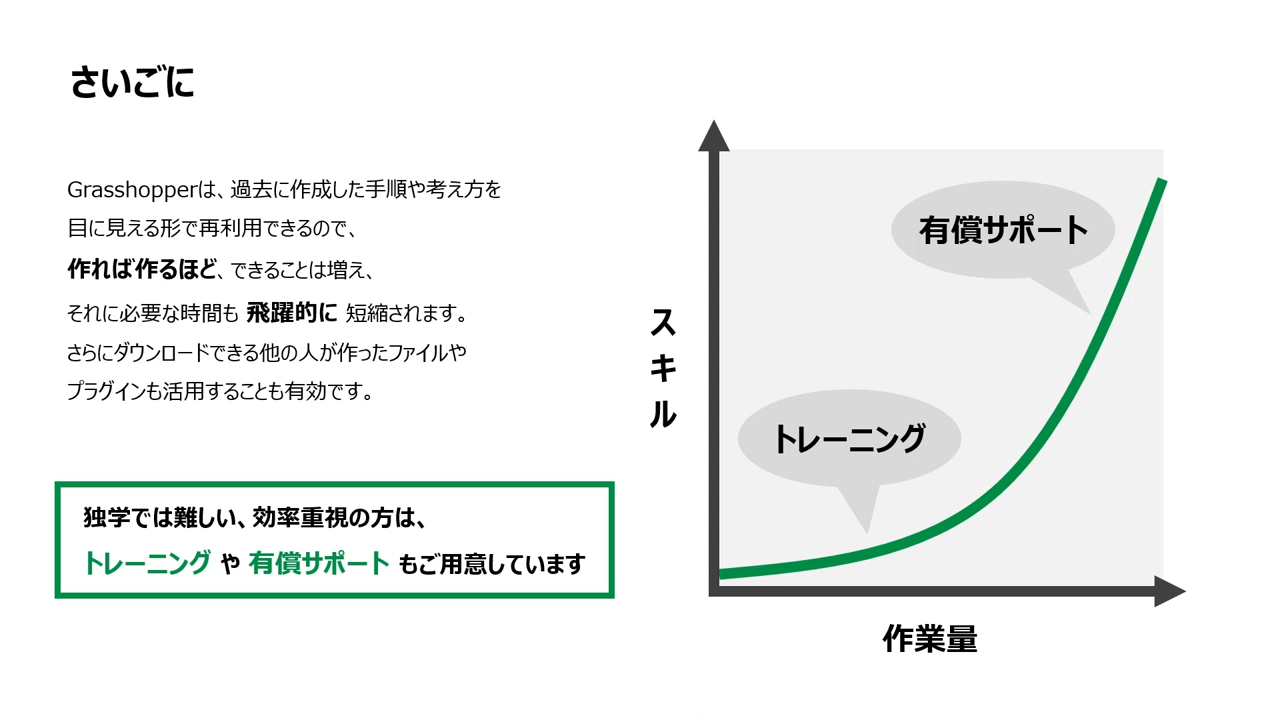 さいごに
Grasshopperは、過去に作成した手順や考え方を
目に見える形で再利用できるので、
作れば作るほど、できることは増え、
それに必要な時間も 飛躍的に 短縮されます。
さらにダウンロードできる他の人が作ったファイルや
プラグインも活用することも有効です。
独学では難しい、効率重視の方は、
トレーニング や 有償サポート もご用意しています
スキル
有償サポート
トレーニング
作業量